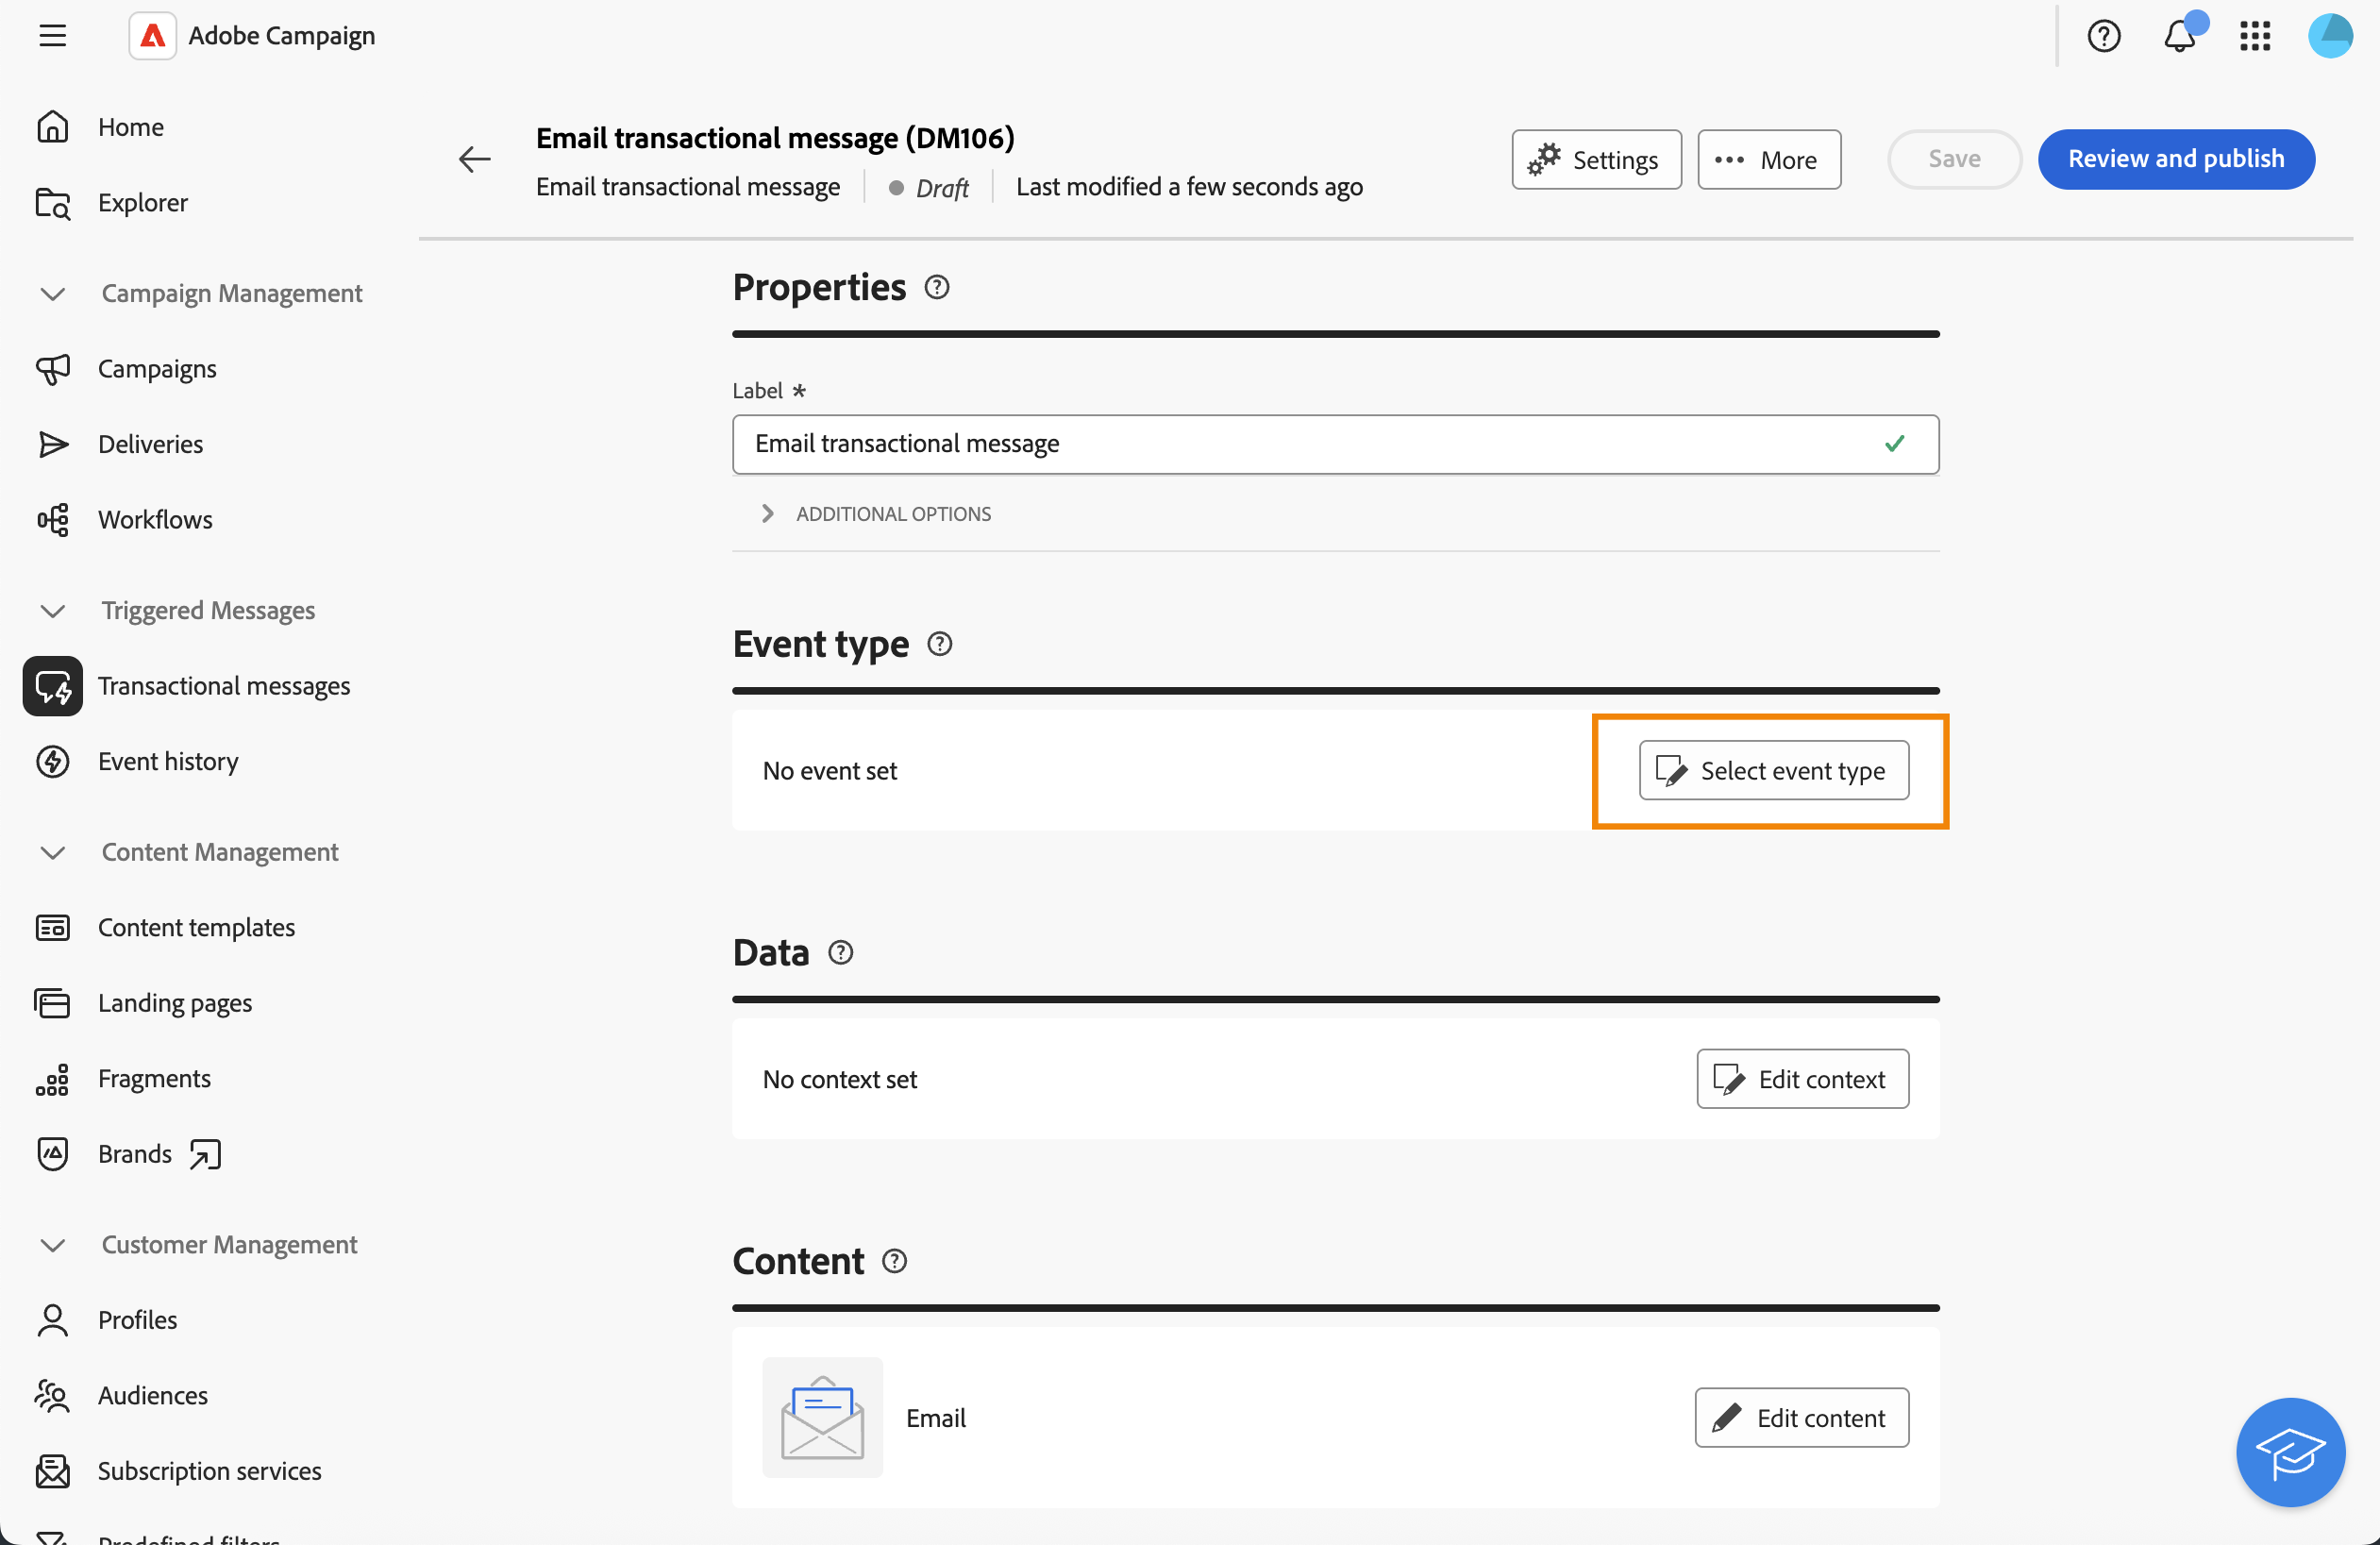 Adobe Campaign
Home
Explorer
Campaign Management
Campaigns
Deliveries
Workflows
Triggered Messages
Transactional messages
Event history
Content Management
Content templates
Landing pages
Fragments
Brands
Customer Management
Profiles
Audiences
Subscription services
Predefined filters
Email transactional message (DM106)
Email transactional message
Draft
Last modified a few seconds ago
Settings
More
Save
Review and publish
Properties
Label *
Email transactional message
ADDITIONAL OPTIONS
Event type
No event set
Select event type
Data
No context set
Edit context
Content
Email
Edit content